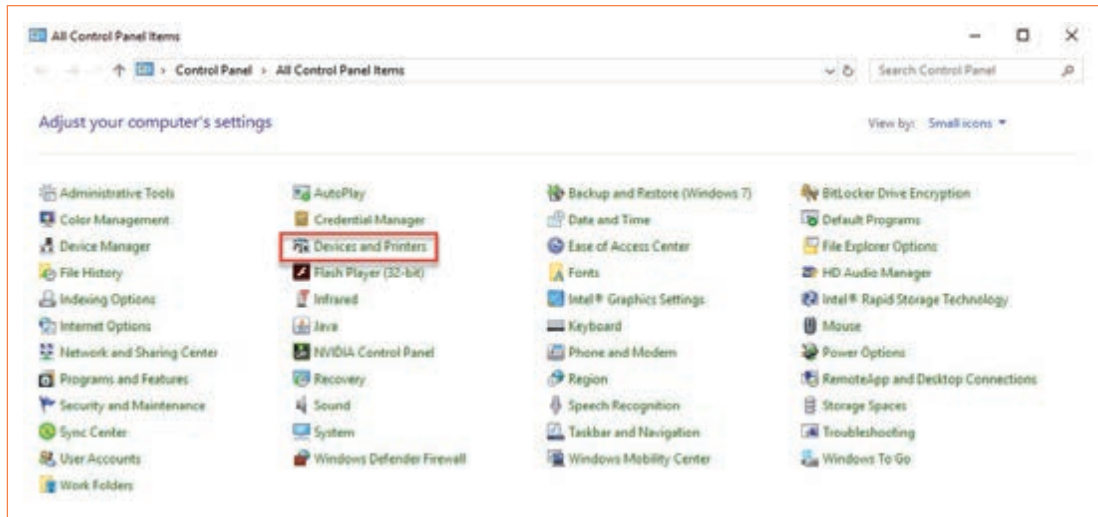 All Control Panel Items
Control Panel > All Control Panel Items
Search Control Panel
Adjust your computer's settings
View by: Small icons
Administrative Tools AutoPlay Backup and Restore (Windows 7) BitLocker Drive Encryption
Color Management Credential Manager Date and Time Default Programs
Device Manager Devices and Printers Ease of Access Center File Explorer Options
File History Flash Player (32-bit) Fonts HD Audio Manager
Indexing Options Infrared Intel® Graphics Settings Intel® Rapid Storage Technology
Internet Options Java Keyboard Mouse
Network and Sharing Center NVIDIA Control Panel Phone and Modem Power Options
Programs and Features Recovery Region RemoteApp and Desktop Connections
Security and Maintenance Sound Speech Recognition Storage Spaces
Sync Center System Taskbar and Navigation Troubleshooting
User Accounts Windows Defender Firewall Windows Mobility Center Windows To Go
Work Folders